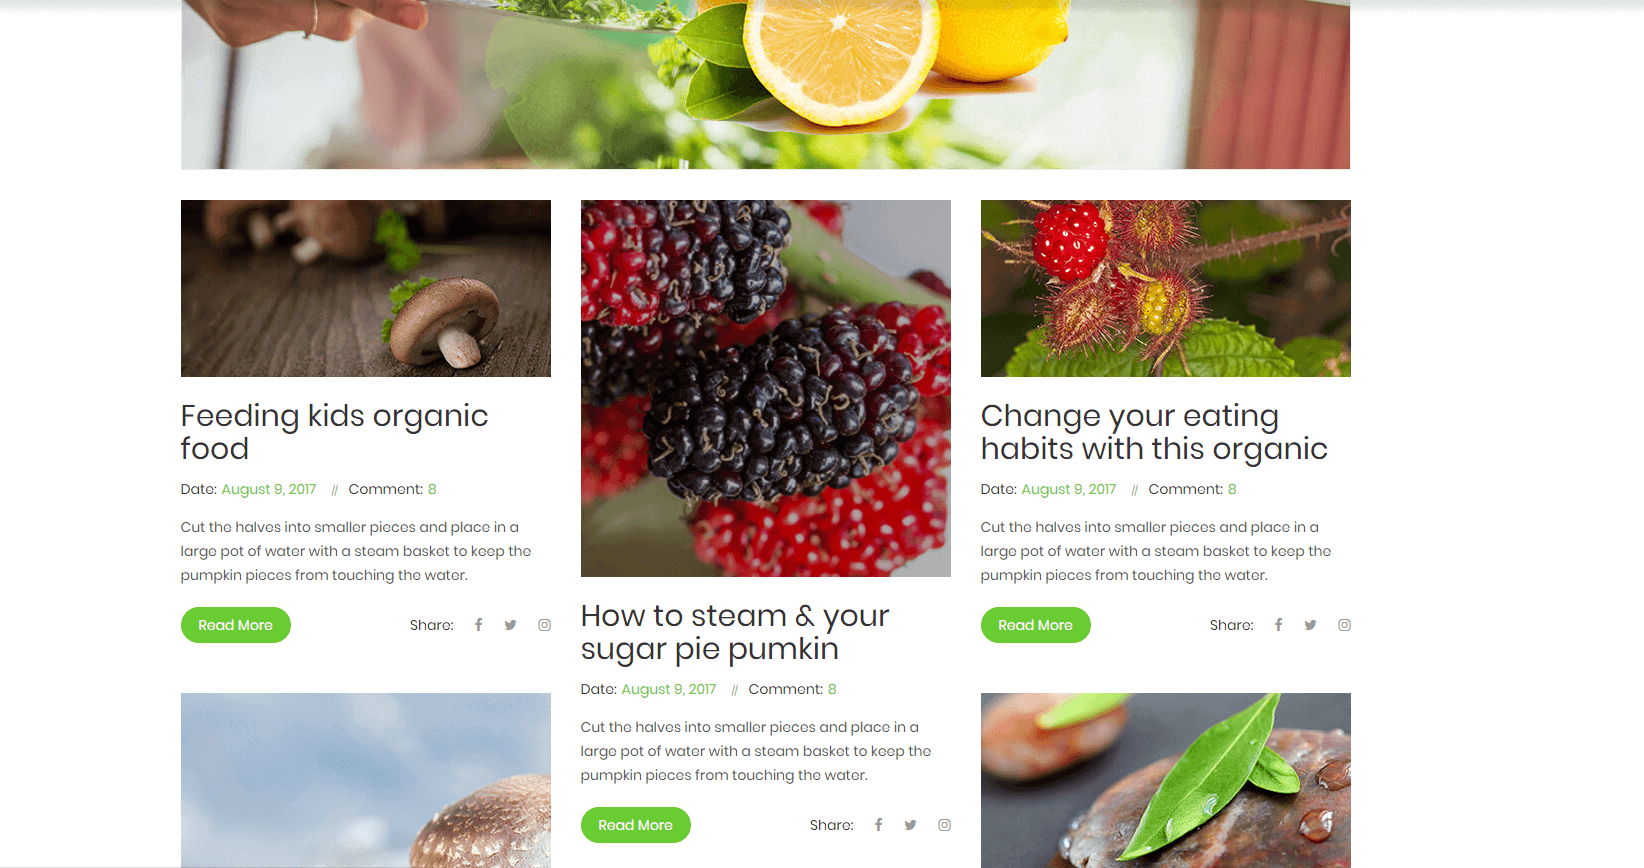 Feeding kids organic
food
Date: August 9, 2017 // Comment: 8
Cut the halves into smaller pieces and place in a
large pot of water with a steam basket to keep the
pumpkin pieces from touching the water.
Read More
Share:
How to steam & your
sugar pie pumkin
Date: August 9, 2017 // Comment: 8
Cut the halves into smaller pieces and place in a
large pot of water with a steam basket to keep the
pumpkin pieces from touching the water.
Read More
Share:
Change your eating
habits with this organic
Date: August 9, 2017 // Comment: 8
Cut the halves into smaller pieces and place in a
large pot of water with a steam basket to keep the
pumpkin pieces from touching the water.
Read More
Share: